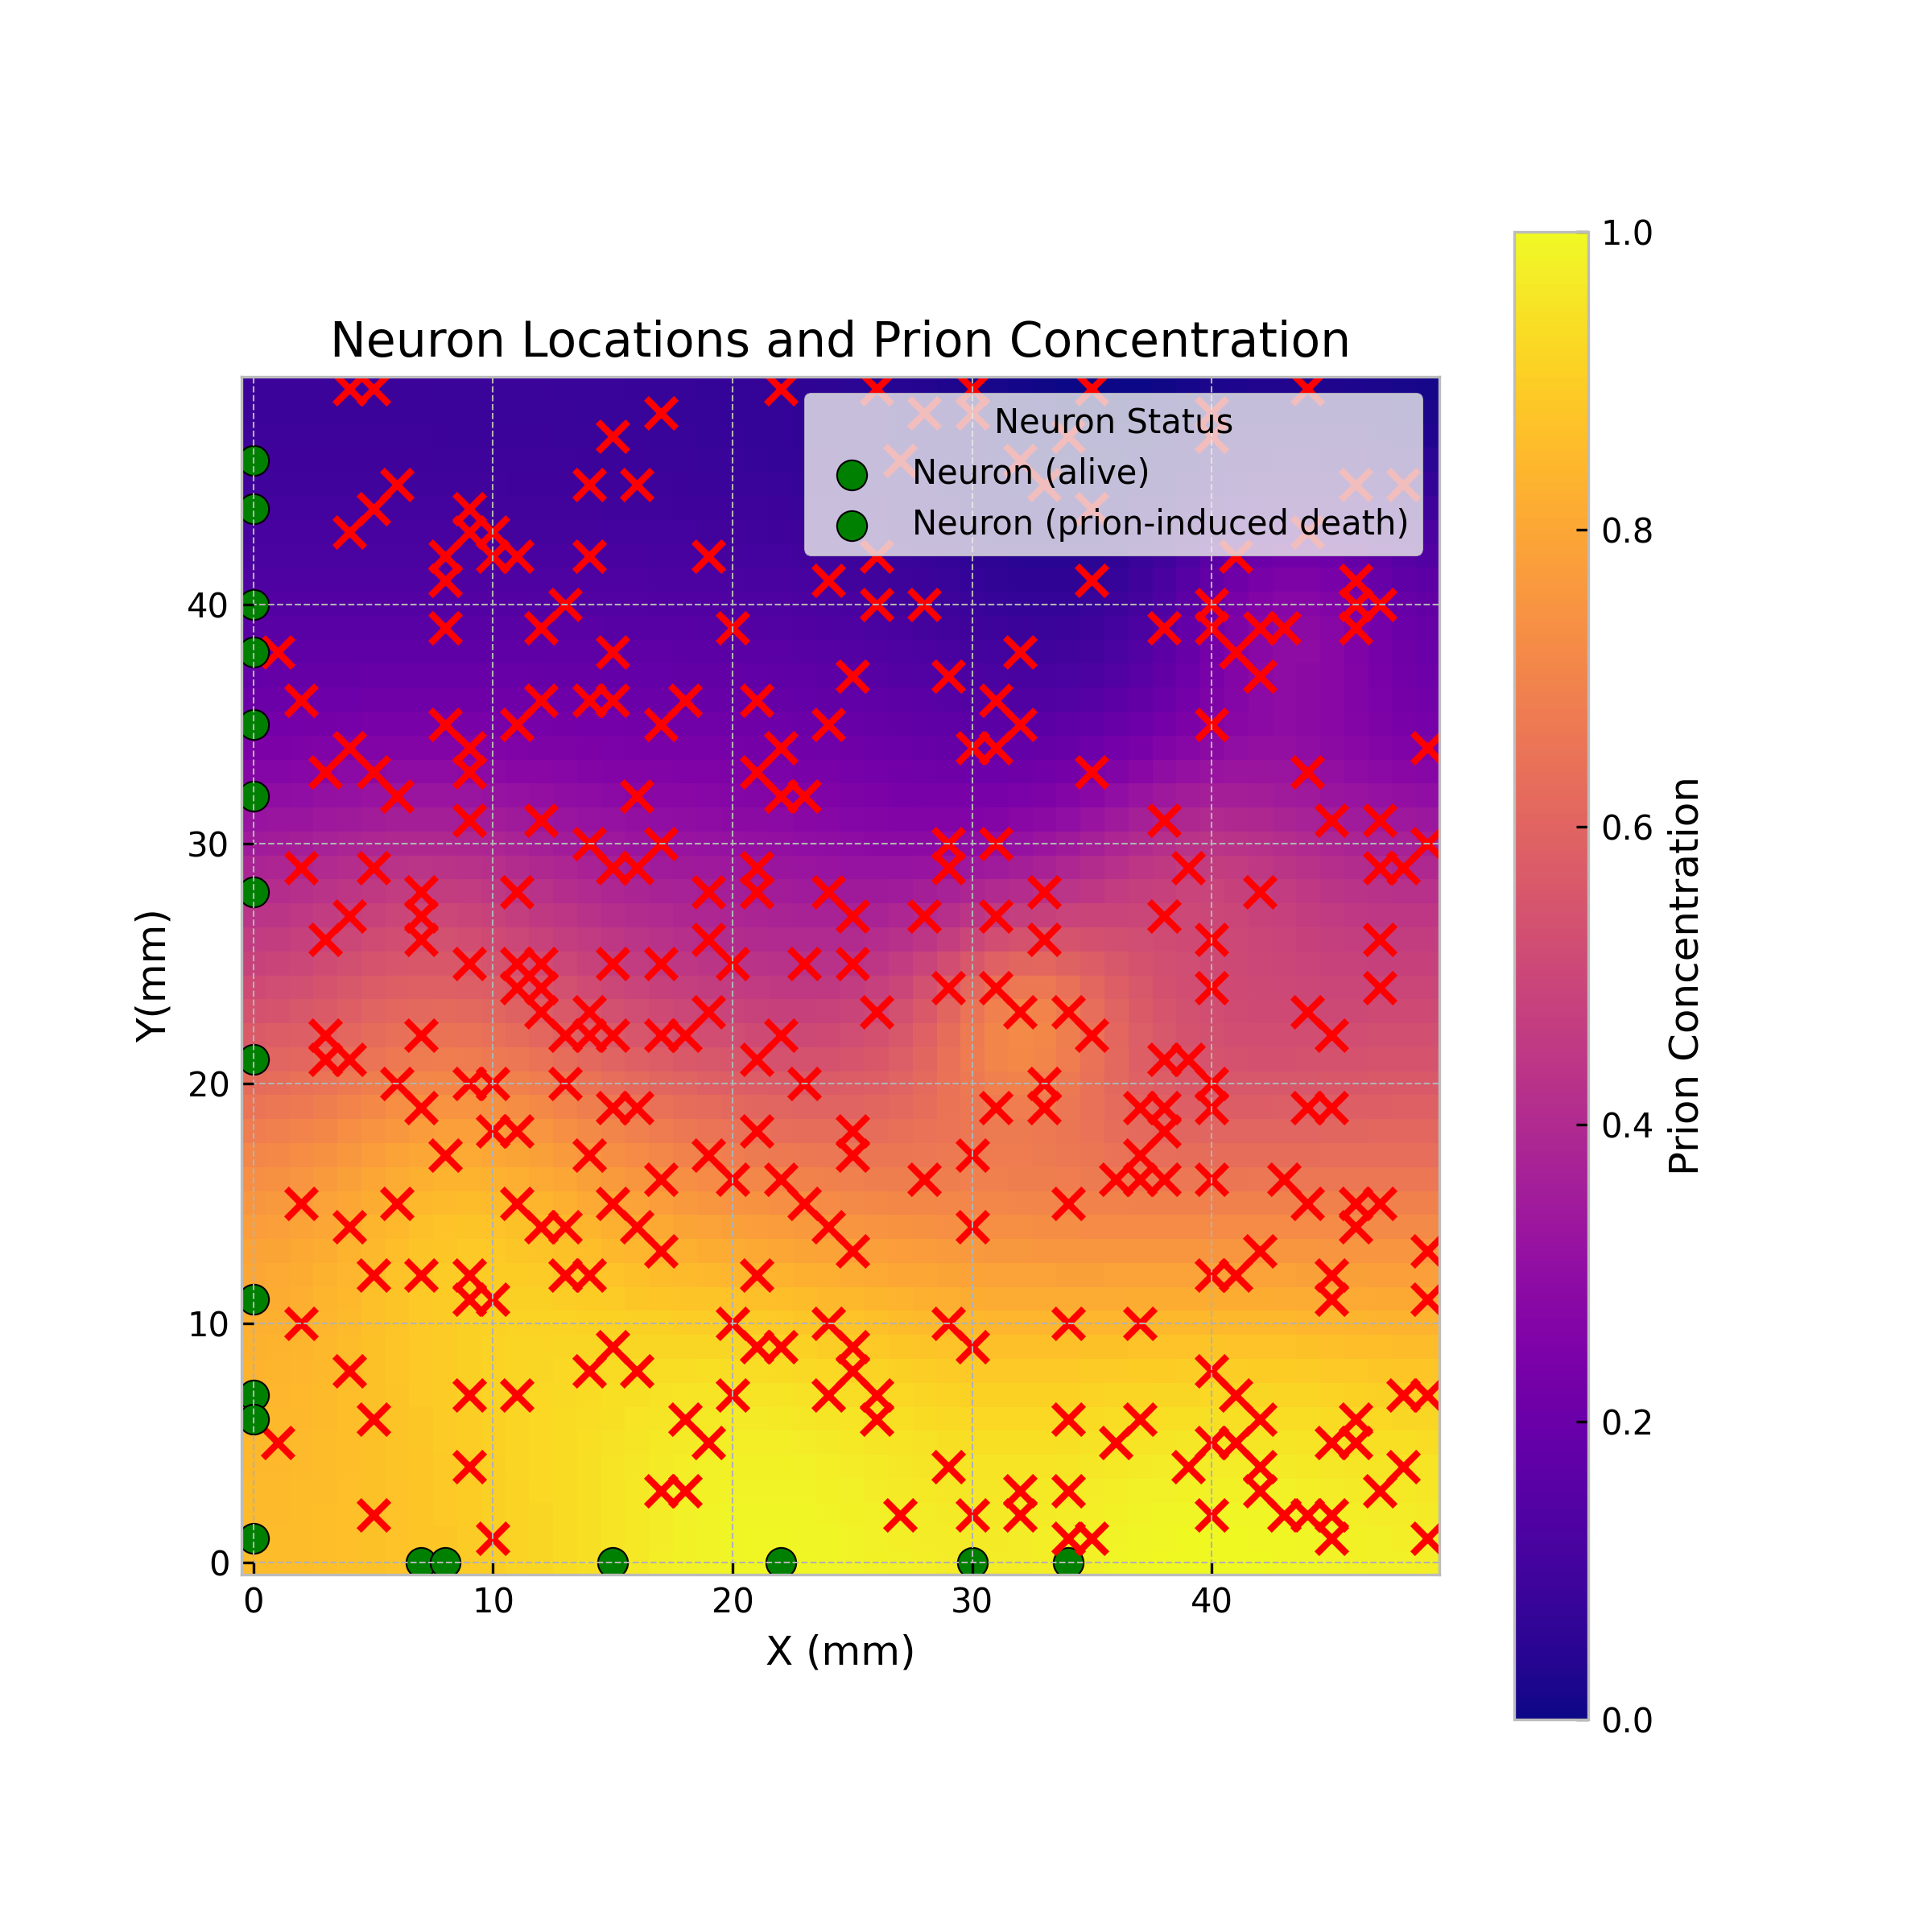 Neuron Locations and Prion Concentration
Neuron Status
Neuron (alive)
Neuron (prion-induced death)
40
30
20
10
0
Y(mm)
0 10 20 30 40
X (mm)
1.0
0.8
0.6
0.4
0.2
0.0
Prion Concentration